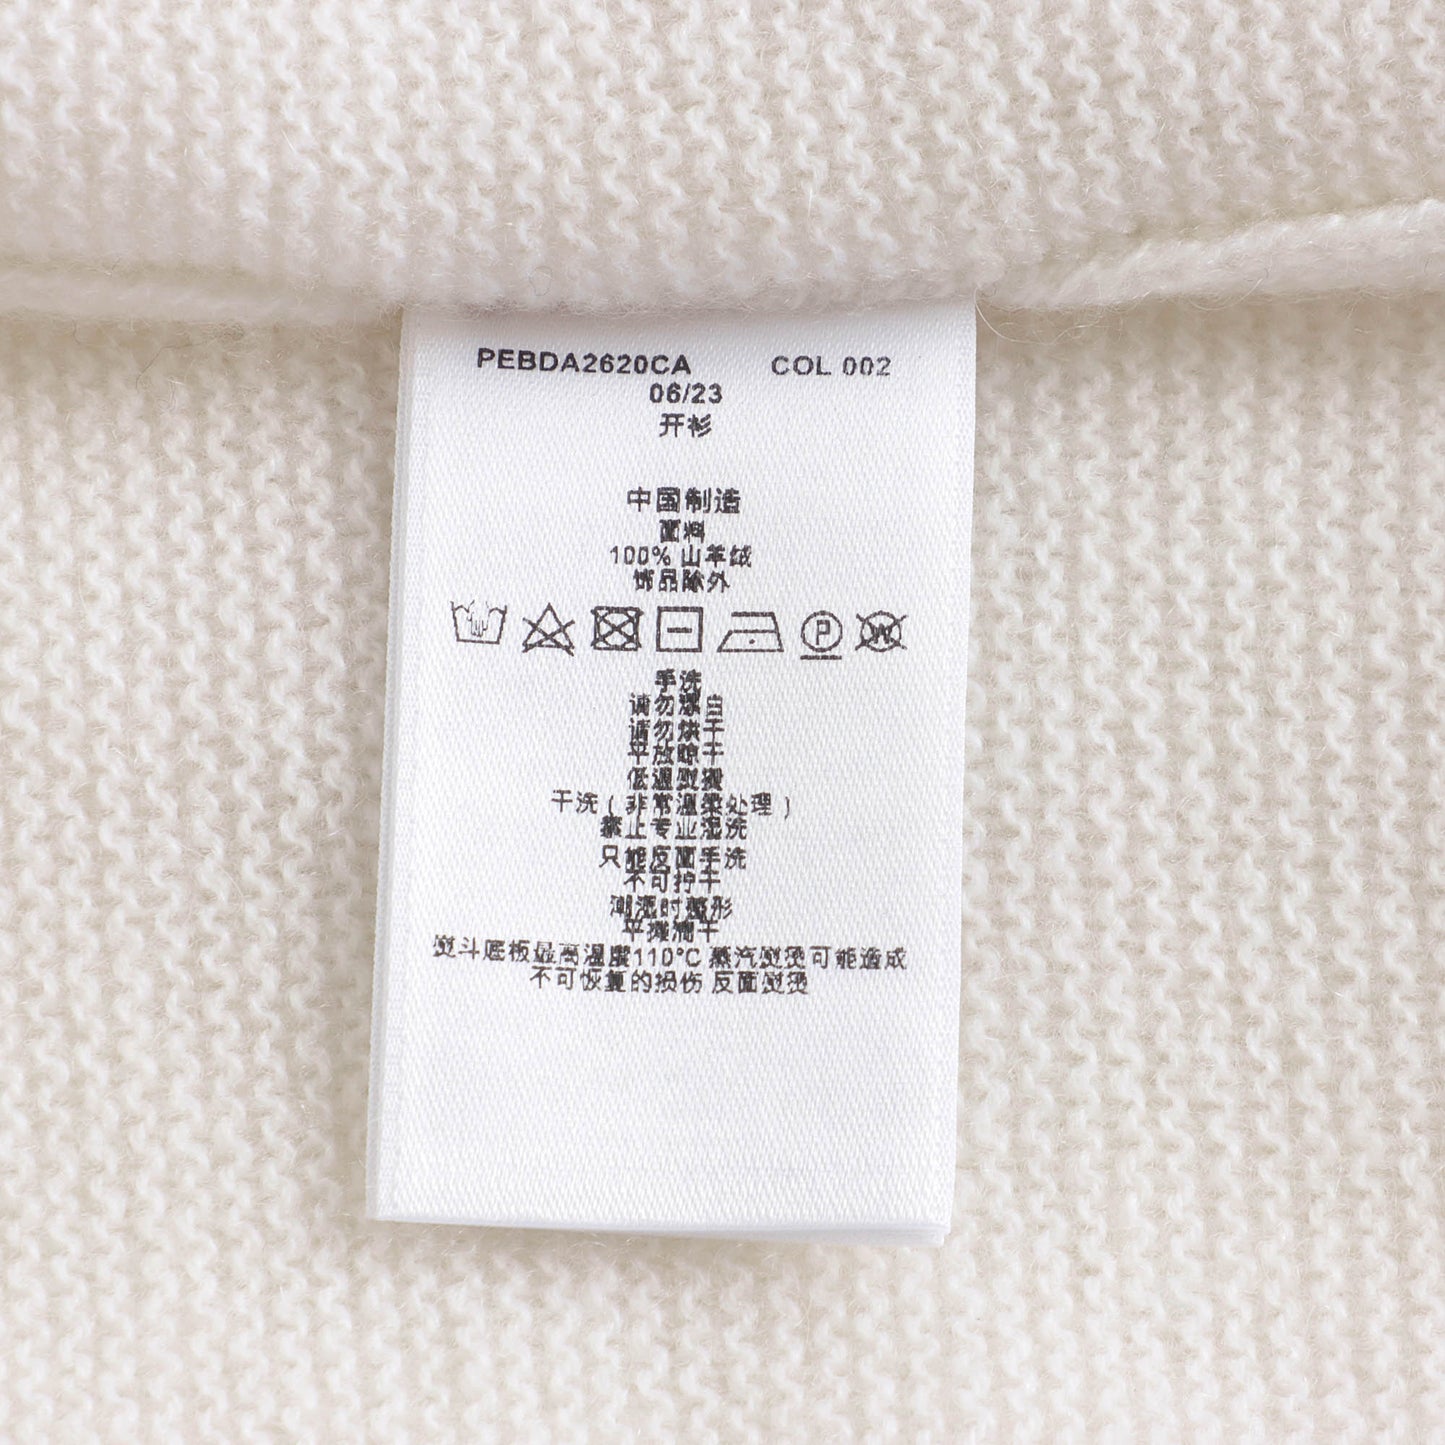 PEBDA2620CA COL 002
06/23
开衫
中国制造
面料
100% 山羊绒
饰品除外
P
W
手洗
请勿漂白
请勿烘干
平放晾干
低温熨烫
干洗（非常温柔处理）
禁止专业湿洗
只能反面手洗
不可拧干
潮湿时整形
平摊滴干
熨斗底板最高温度110°C 蒸汽熨烫可能造成
不可恢复的损伤 反面熨烫